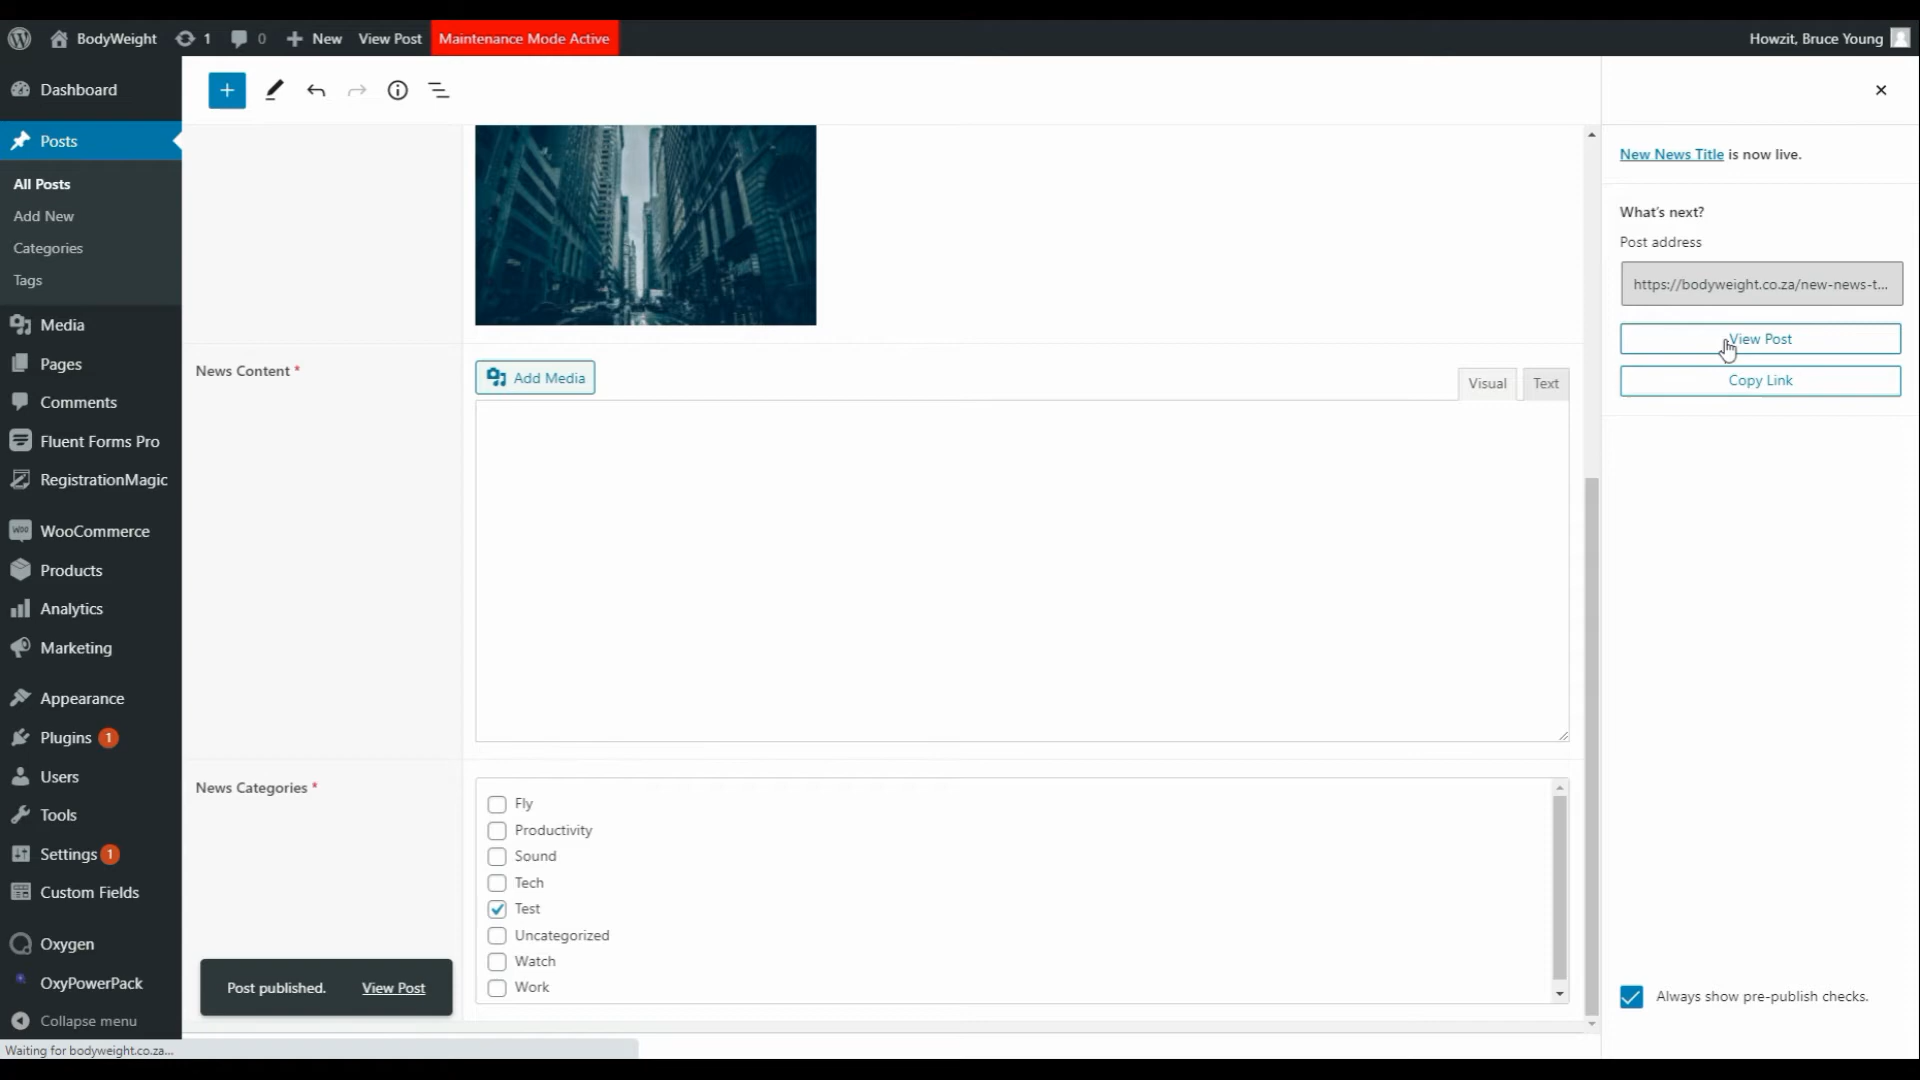 BodyWeight 1 0 New View Post Maintenance Mode Active Howzit, Bruce Young
Dashboard
Posts
All Posts
Add New
Categories
Tags
Media
Pages
Comments
Fluent Forms Pro
RegistrationMagic
WooCommerce
Products
Analytics
Marketing
Appearance
Plugins 1
Users
Tools
Settings 1
Custom Fields
Oxygen
OxyPowerPack
Collapse menu
Waiting for bodyweight.co.za...
News Content *
Add Media
Visual Text
News Categories *
Fly
Productivity
Sound
Tech
Test
Uncategorized
Watch
Work
Post published. View Post
New News Title is now live.
What's next?
Post address
https://bodyweight.co.za/new-news-t...
View Post
Copy Link
Always show pre-publish checks.